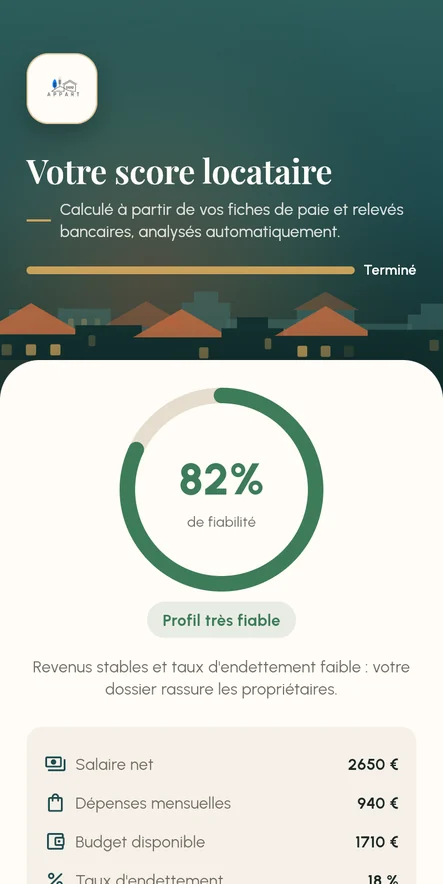 APPART
Votre score locataire
Calculé à partir de vos fiches de paie et relevés
bancaires, analysés automatiquement.
Terminé
82%
de fiabilité
Profil très fiable
Revenus stables et taux d'endettement faible : votre
dossier rassure les propriétaires.
Salaire net 2650 €
Dépenses mensuelles 940 €
Budget disponible 1710 €
Taux d'endettement 18 %